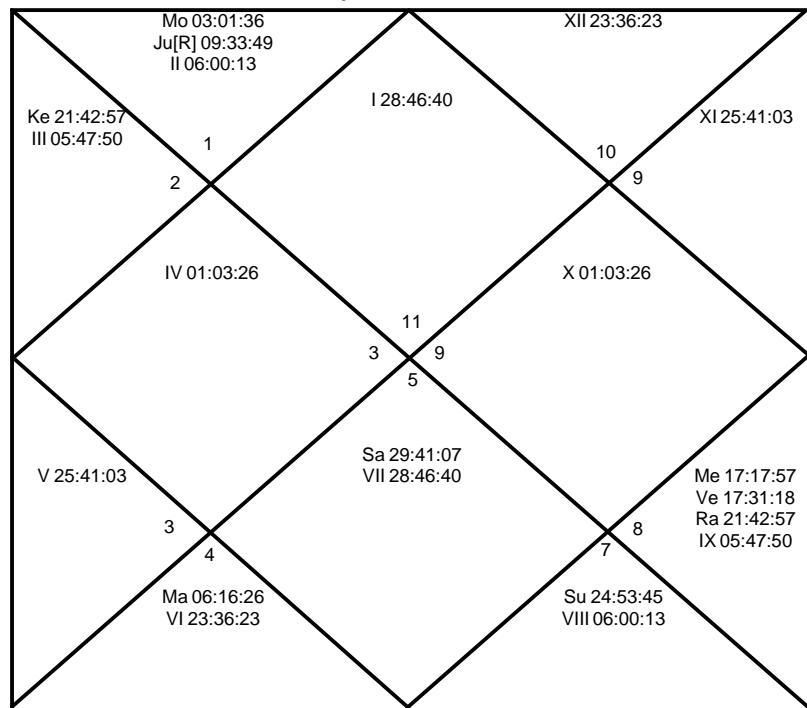 Mo 03:01:36
Ju[R] 09:33:49
II 06:00:13
XII 23:36:23
I 28:46:40
Ke 21:42:57
III 05:47:50
XI 25:41:03
1
10
2
9
IV 01:03:26
X 01:03:26
11
3
9
5
Sa 29:41:07
VII 28:46:40
V 25:41:03
Me 17:17:57
Ve 17:31:18
Ra 21:42:57
IX 05:47:50
3
8
4
7
Ma 06:16:26
VI 23:36:23
Su 24:53:45
VIII 06:00:13